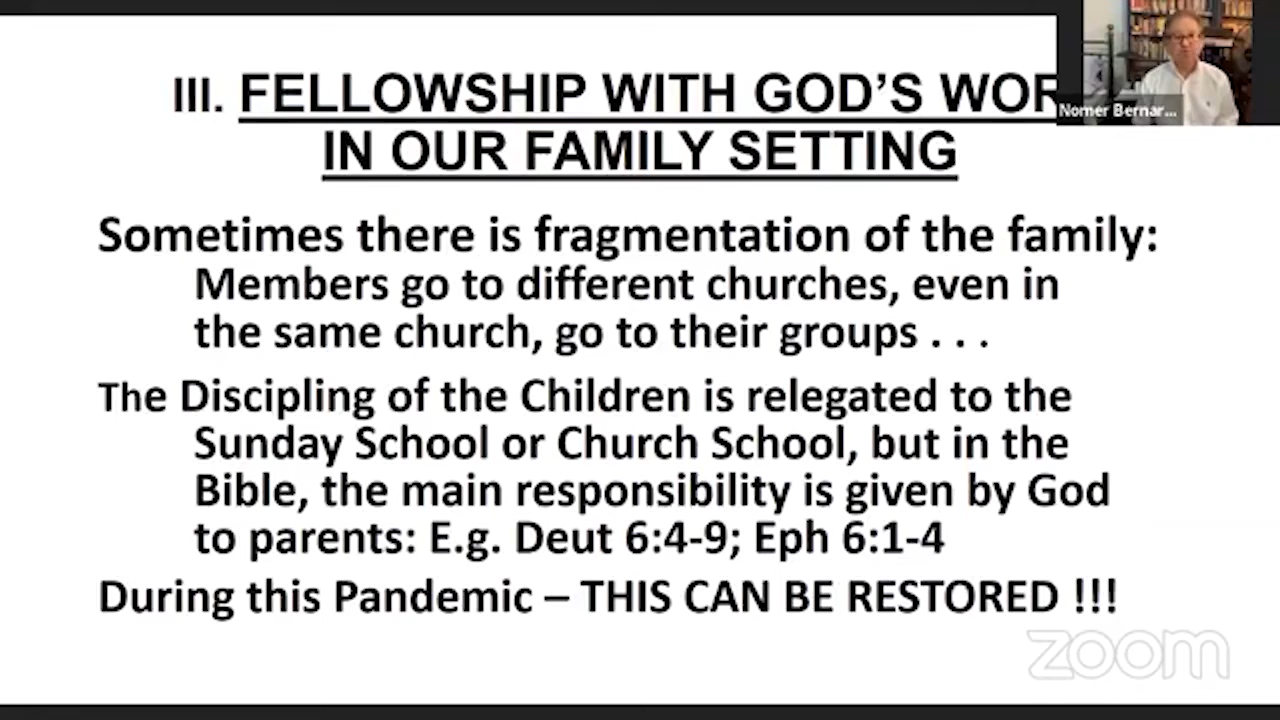 III. FELLOWSHIP WITH GOD'S WOR
IN OUR FAMILY SETTING
Nomer Bernar...
Sometimes there is fragmentation of the family:
Members go to different churches, even in
the same church, go to their groups . . .
The Discipling of the Children is relegated to the
Sunday School or Church School, but in the
Bible, the main responsibility is given by God
to parents: E.g. Deut 6:4-9; Eph 6:1-4
During this Pandemic – THIS CAN BE RESTORED !!!
zoom